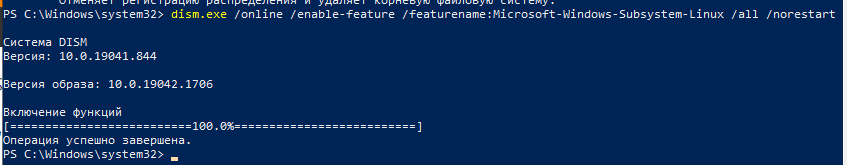 Отменяет регистрацию распределения и удаляет корневую файловую систему.
PS C:\Windows\system32> dism.exe /online /enable-feature /featurename:Microsoft-Windows-Subsystem-Linux /all /norestart
Cистема DISM
Версия: 10.0.19041.844
Версия образа: 10.0.19042.1706
Включение функций
[==========================100.0%==========================]
Операция успешно завершена.
PS C:\Windows\system32>